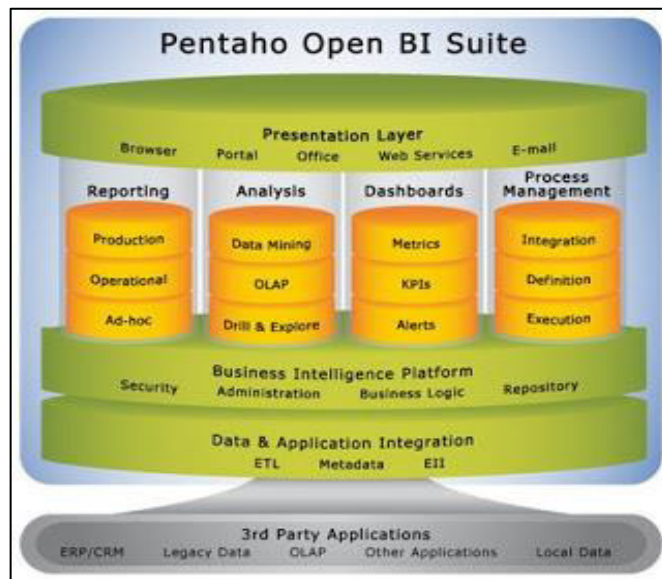 Pentaho Open BI Suite
Presentation Layer
Browser Portal Office Web Services E-mail
Reporting
Production
Operational
Ad-hoc
Analysis
Data Mining
OLAP
Drill & Explore
Dashboards
Metrics
KPIs
Alerts
Process
Management
Integration
Definition
Execution
Business Intelligence Platform
Security Administration Business Logic Repository
Data & Application Integration
ETL Metadata EII
3rd Party Applications
ERP/CRM Legacy Data OLAP Other Applications Local Data